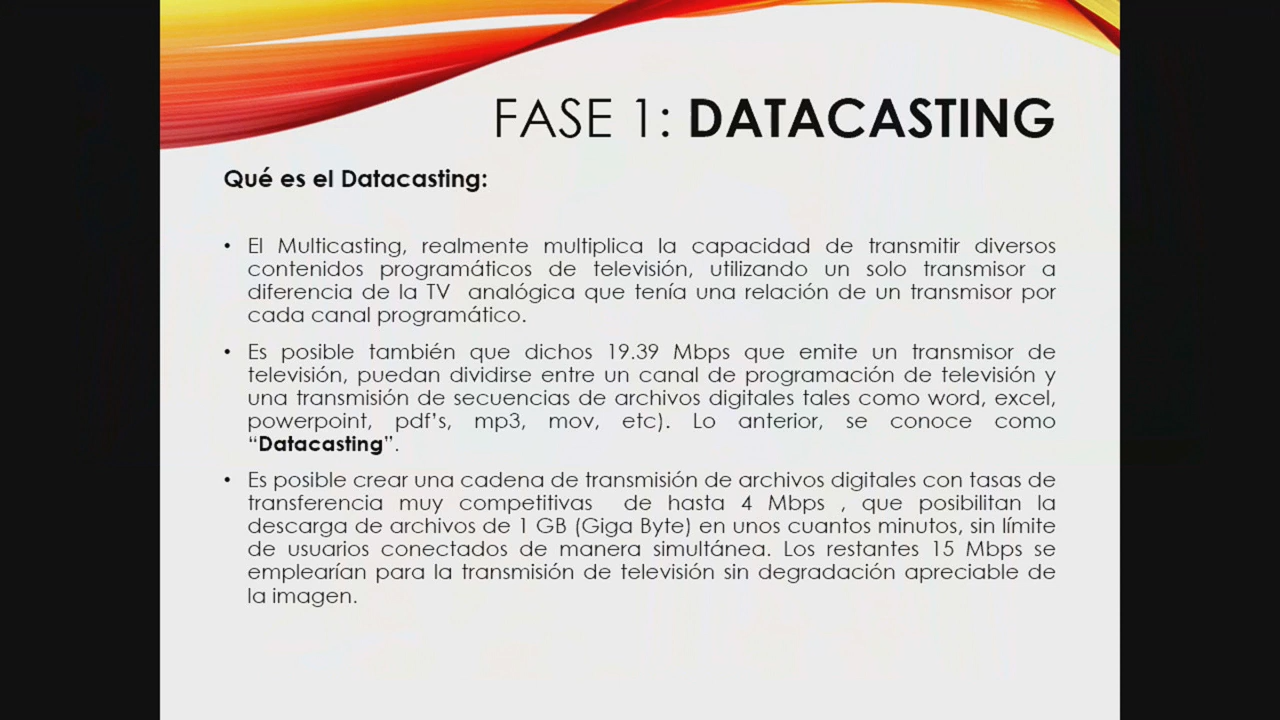 FASE 1: DATACASTING
Qué es el Datacasting:
• El Multicasting, realmente multiplica la capacidad de transmitir diversos
contenidos programáticos de televisión, utilizando un solo transmisor a
diferencia de la TV analógica que tenía una relación de un transmisor por
cada canal programático.
• Es posible también que dichos 19.39 Mbps que emite un transmisor de
televisión, puedan dividirse entre un canal de programación de televisión y
una transmisión de secuencias de archivos digitales tales como word, excel,
powerpoint, pdf's, mp3, mov, etc). Lo anterior, se conoce como
“Datacasting”.
• Es posible crear una cadena de transmisión de archivos digitales con tasas de
transferencia muy competitivas de hasta 4 Mbps , que posibilitan la
descarga de archivos de 1 GB (Giga Byte) en unos cuantos minutos, sin límite
de usuarios conectados de manera simultánea. Los restantes 15 Mbps se
emplearían para la transmisión de televisión sin degradación apreciable de
la imagen.